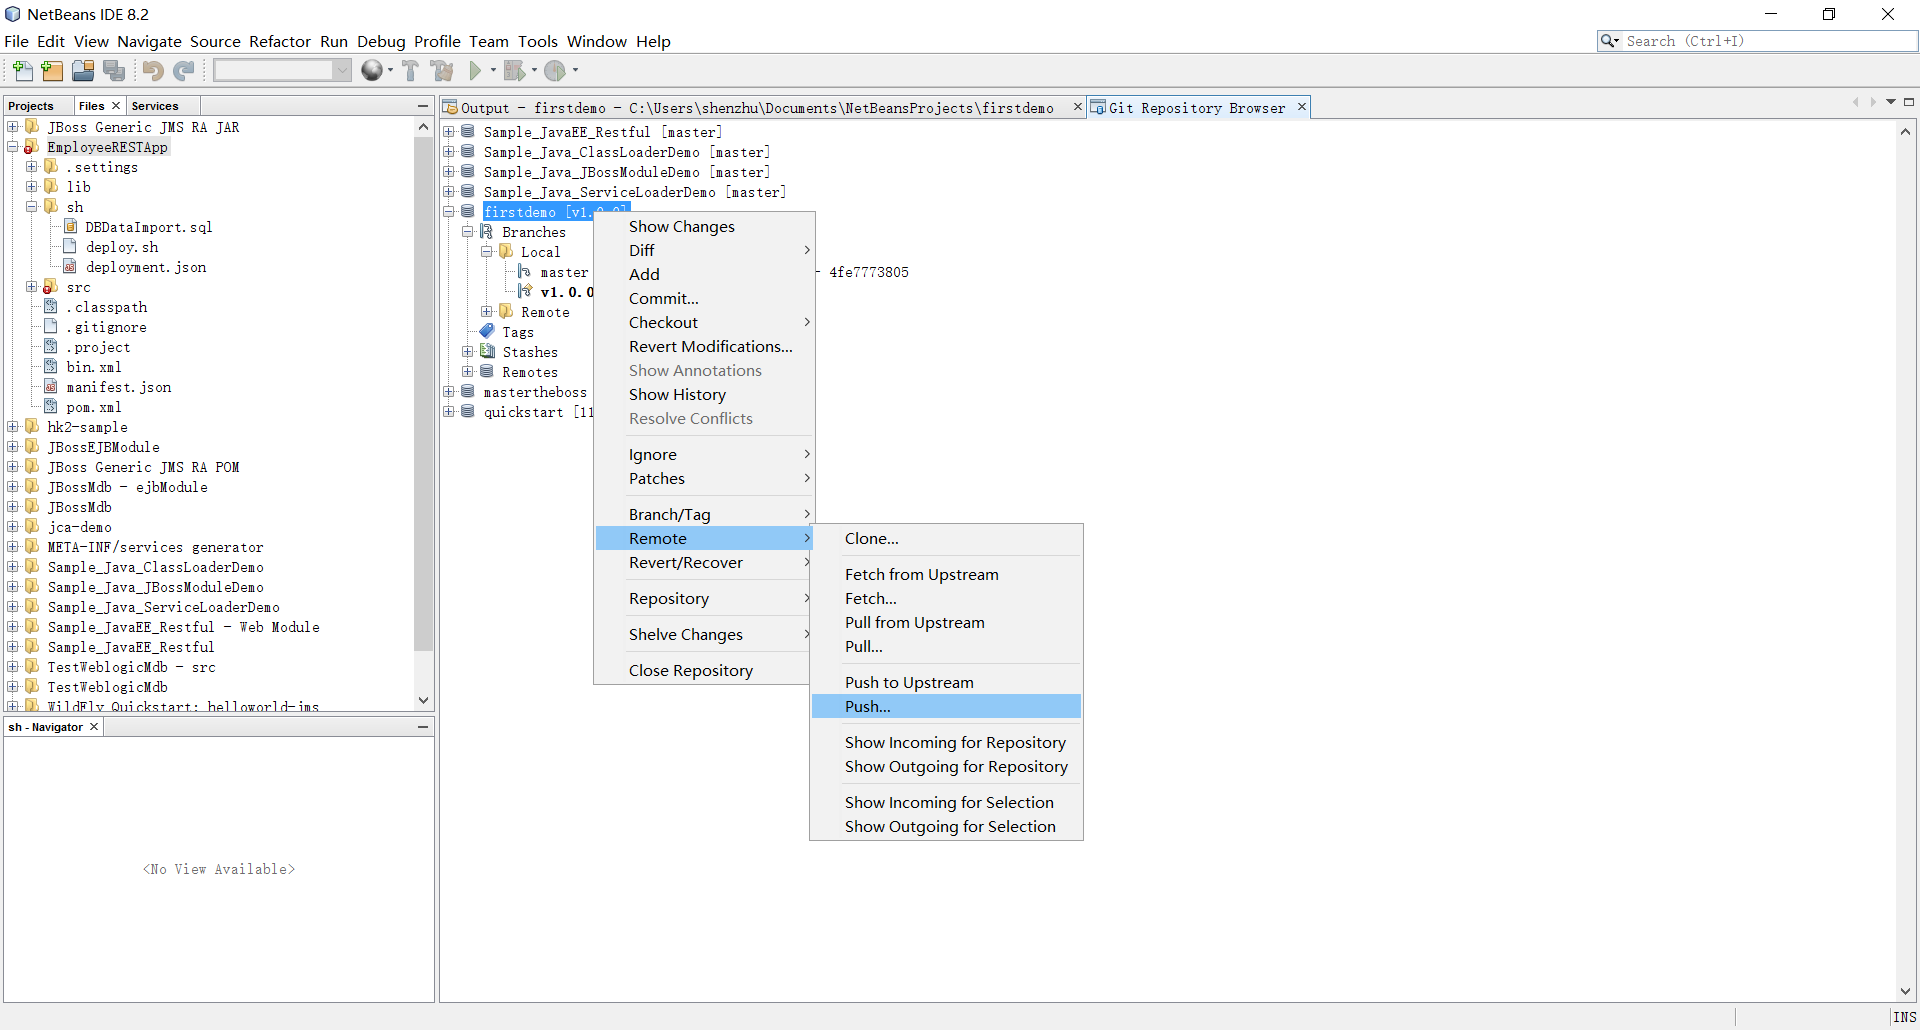 NetBeans IDE 8.2
File Edit View Navigate Source Refactor Run Debug Profile Team Tools Window Help
Search (Ctrl+I)
Projects Files Services
JBoss Generic JMS RA JAR
EmployeeRESTApp
.settings
lib
sh
DBDataImport.sql
deploy.sh
deployment.json
src
.classpath
.gitignore
.project
bin.xml
manifest.json
pom.xml
hk2-sample
JBossEJBModule
JBoss Generic JMS RA POM
JBossMdb - ejbModule
JBossMdb
jca-demo
META-INF/services generator
Sample_Java_ClassLoaderDemo
Sample_Java_JBossModuleDemo
Sample_Java_ServiceLoaderDemo
Sample_JavaEE_Restful - Web Module
Sample_JavaEE_Restful
TestWeblogicMdb - src
TestWeblogicMdb
WildFly Quickstart: helloworld-jms
sh - Navigator
<No View Available>
Output - firstdemo - C:\Users\shenzhu\Documents\NetBeansProjects\firstdemo
Git Repository Browser
Sample_JavaEE_Restful [master]
Sample_Java_ClassLoaderDemo [master]
Sample_Java_JBossModuleDemo [master]
Sample_Java_ServiceLoaderDemo [master]
firstdemo [v1.0.0]
Branches
Local
master - 4fe7773805
v1.0.0
Remote
Tags
Stashes
Remotes
mastertheboss
quickstart [11
Show Changes
Diff
Add
Commit...
Checkout
Revert Modifications...
Show Annotations
Show History
Resolve Conflicts
Ignore
Patches
Branch/Tag
Remote
Revert/Recover
Repository
Shelve Changes
Close Repository
Clone...
Fetch from Upstream
Fetch...
Pull from Upstream
Pull...
Push to Upstream
Push...
Show Incoming for Repository
Show Outgoing for Repository
Show Incoming for Selection
Show Outgoing for Selection
INS